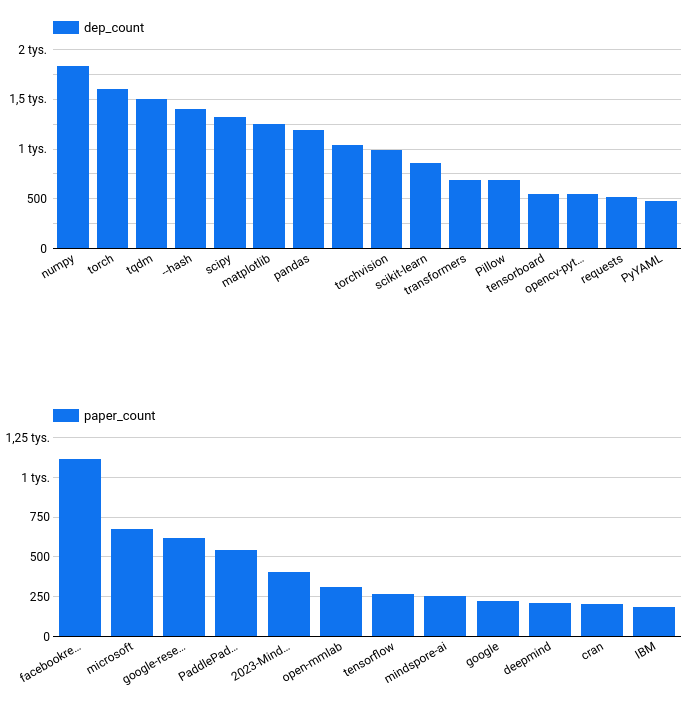 dep_count
2 tys.
1,5 tys.
1 tys.
500
0
numpy
torch
tqdm
--hash
scipy
matplotlib
pandas
torchvision
scikit-learn
transformers
Pillow
tensorboard
opencv-pyt...
requests
PyYAML
paper_count
1,25 tys.
1 tys.
750
500
250
0
facebookre...
microsoft
google-rese...
PaddlePad...
2023-Mind...
open-mmlab
tensorflow
mindspore-ai
google
deepmind
cran
IBM